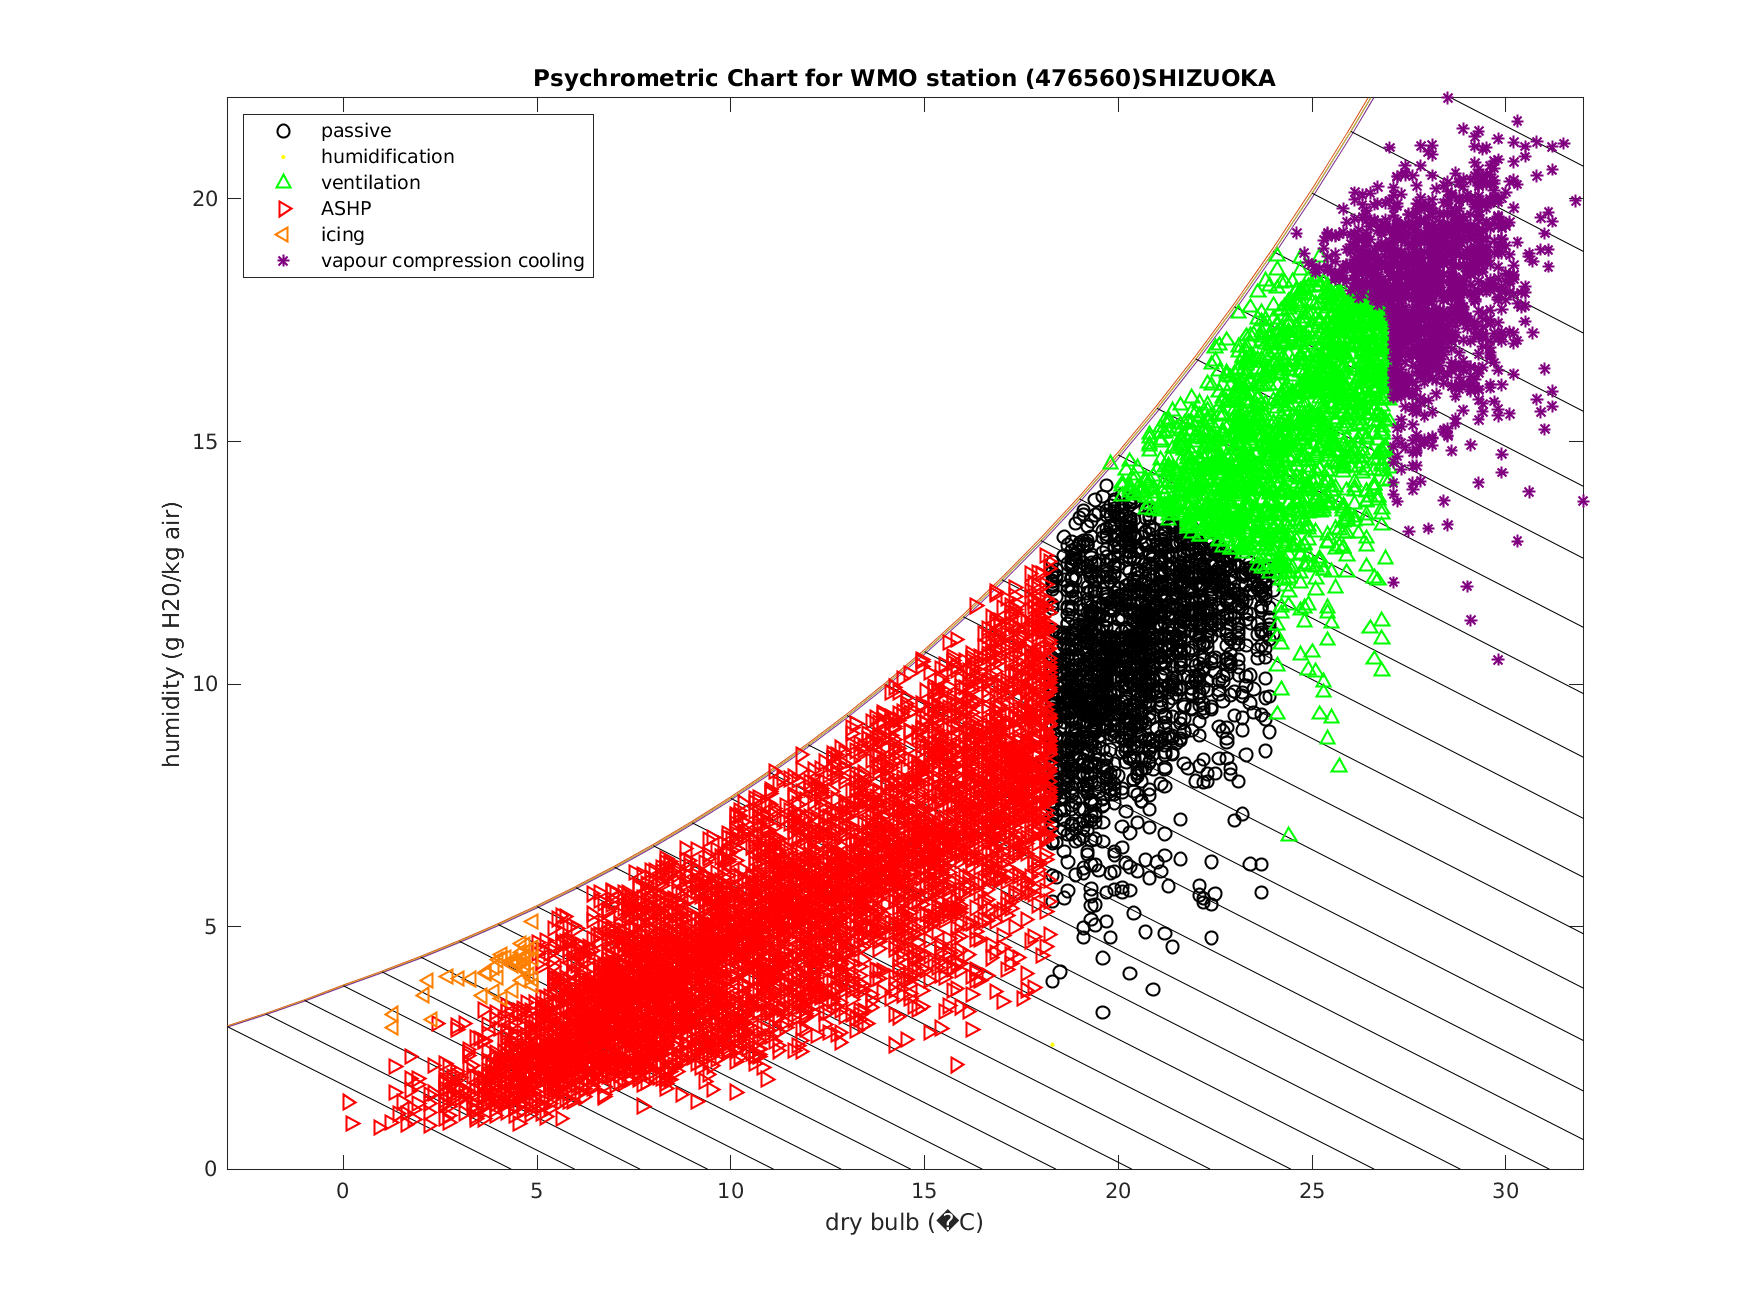 Psychrometric Chart for WMO station (476560)SHIZUOKA
passive
humidification
ventilation
ASHP
icing
vapour compression cooling
humidity (g H20/kg air)
20
15
10
5
0
0 5 10 15 20 25 30
dry bulb (�C)